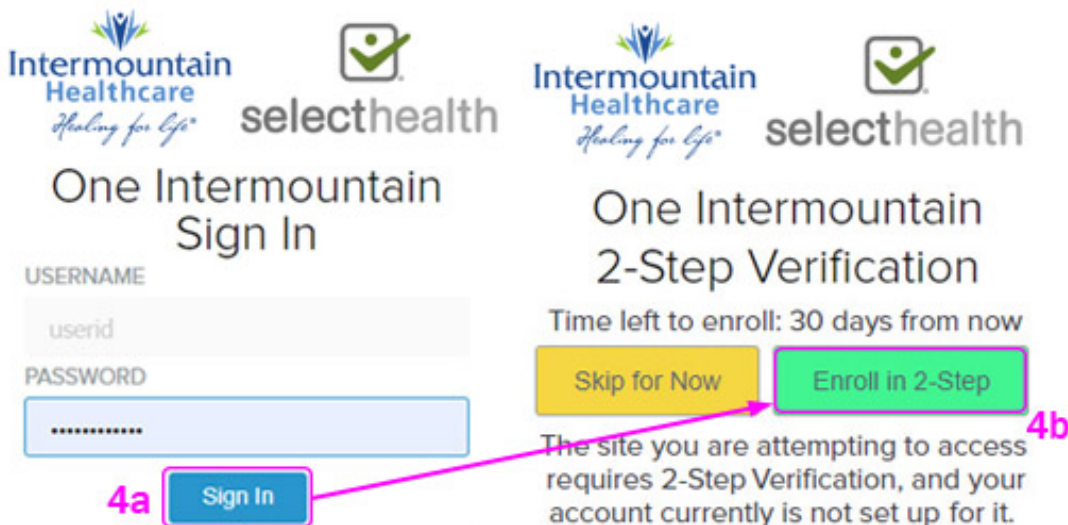 Intermountain
Healthcare
Healing for life®
selecthealth®
One Intermountain
Sign In
USERNAME
userid
PASSWORD
••••••••••••
4a
Sign In
Intermountain
Healthcare
Healing for life®
selecthealth
One Intermountain
2-Step Verification
Time left to enroll: 30 days from now
Skip for Now
Enroll in 2-Step
4b
The site you are attempting to access
requires 2-Step Verification, and your
account currently is not set up for it.